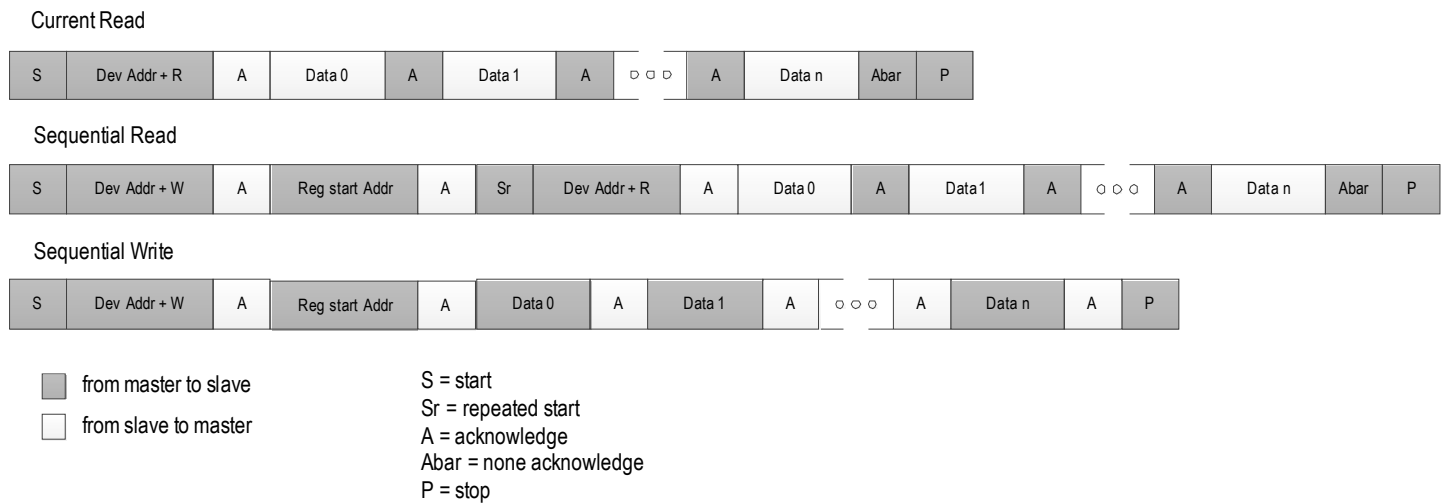 Current Read
S Dev Addr + R A Data 0 A Data 1 A A Data n Abar P
Sequential Read
S Dev Addr + W A Reg start Addr A Sr Dev Addr + R A Data 0 A Data1 A A Data n Abar P
Sequential Write
S Dev Addr + W A Reg start Addr A Data 0 A Data 1 A A Data n A P
from master to slave
from slave to master
S = start
Sr = repeated start
A = acknowledge
Abar = none acknowledge
P = stop